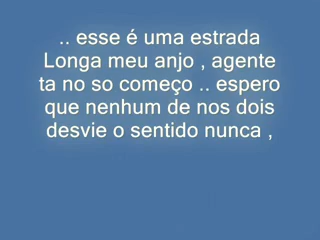 .. esse é uma estrada
Longa meu anjo , agente
ta no so começo .. espero
que nenhum de nos dois
desvie o sentido nunca ,